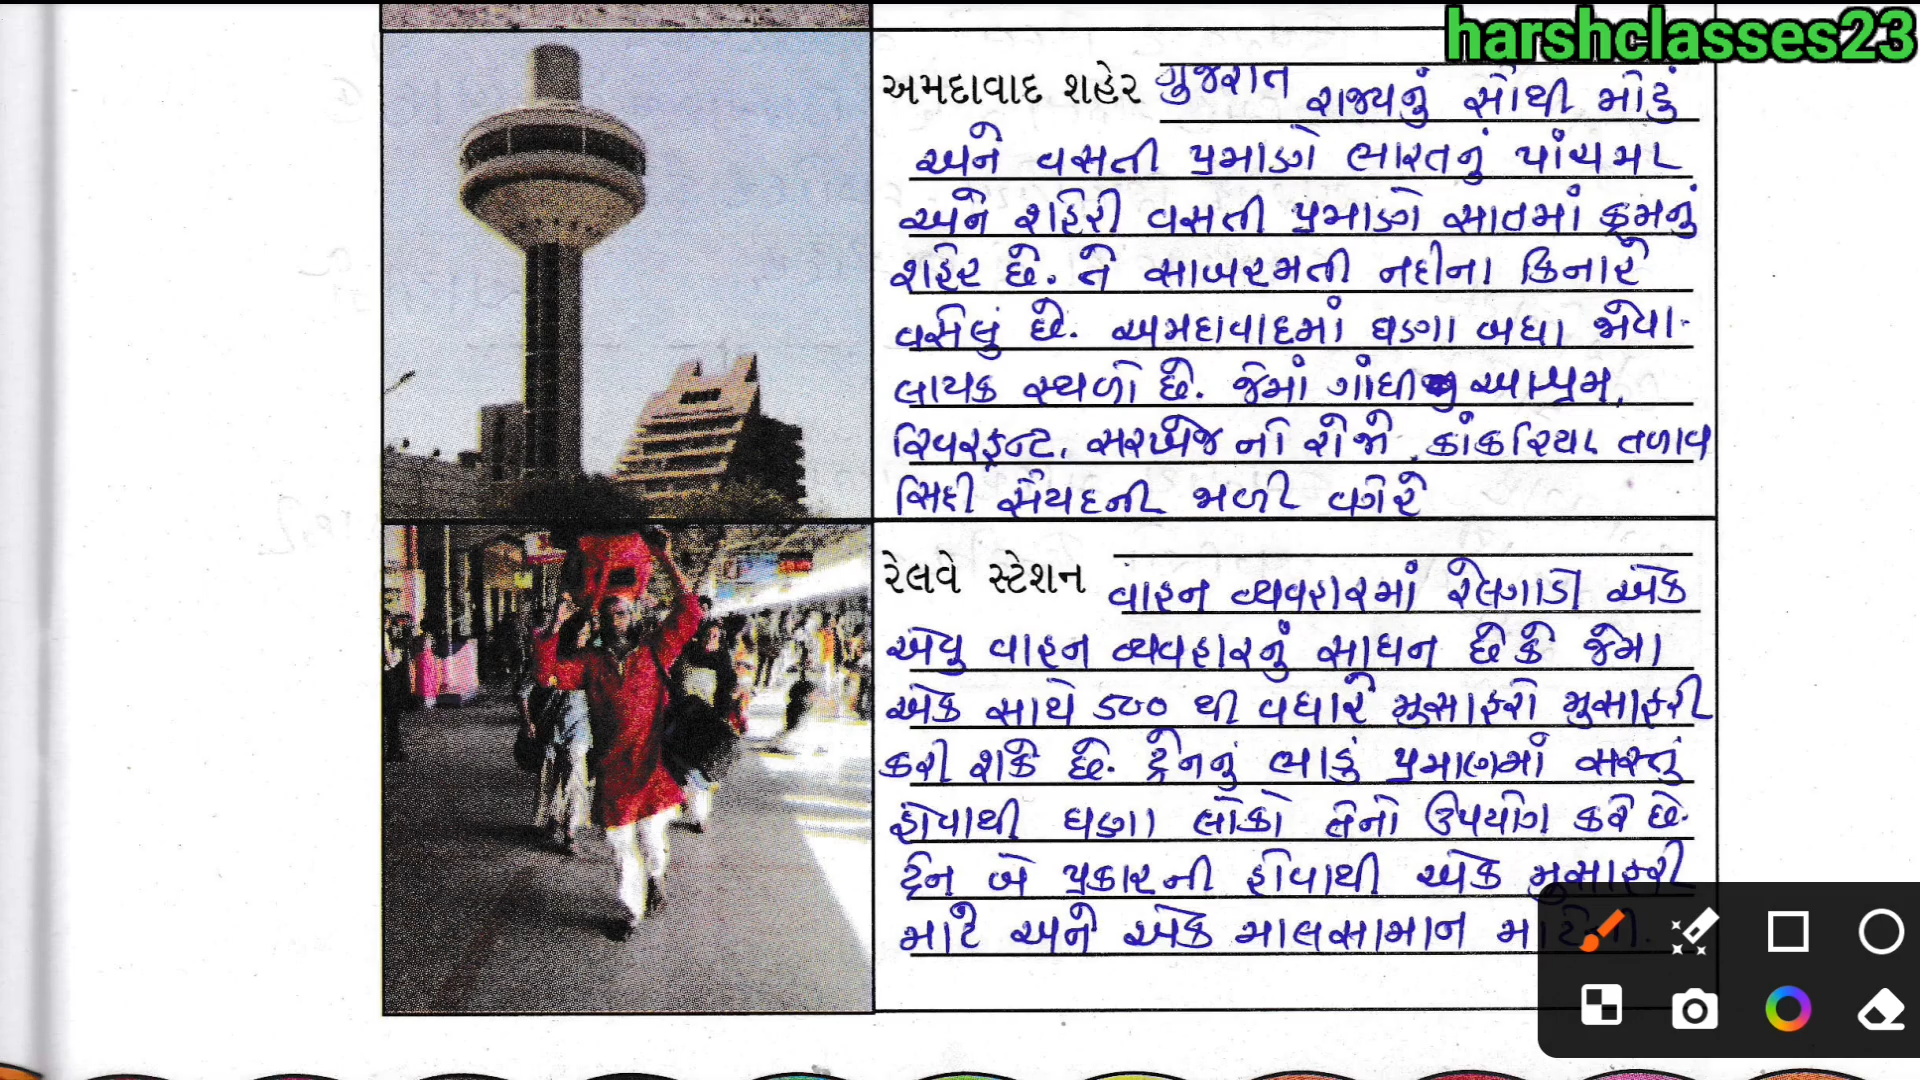 harshclasses23
અમદાવાદ શહેર ગુજરાત રાજ્યનું સૌથી મોટું
અને વસતી પ્રમાણે ભારતનું પાંચમા
અને શહેરી વસતી પ્રમાણે સાતમાં ક્રમનું
શહેર છે. તે સાબરમતી નદીના કિનારે
વસેલું છે. અમદાવાદમાં ઘણા બધા જોવા
લાયક સ્થળો છે. જેમાં ગાંધી આશ્રમ,
રિવરફ્રન્ટ, સરખેજ નો રોજો, કાંકરિયા તળાવ
સિદી સૈયદની જાળી વગેરે
રેલવે સ્ટેશન વાહન વ્યવહારમાં રેલગાડી એક
એવુ વાહન વ્યવહારનું સાધન છે કે જેમા
એક સાથે ૬૦૦ થી વધારે મુસાફરો મુસાફરી
કરી શકે છે. ટ્રેનનું ભાડું પ્રમાણમાં સસ્તું
હોવાથી ઘણા લોકો તેનો ઉપયોગ કરે છે.
ટ્રેન બે પ્રકારની હોવાથી એક મુસાફરી
માટે અને એક માલસામાન